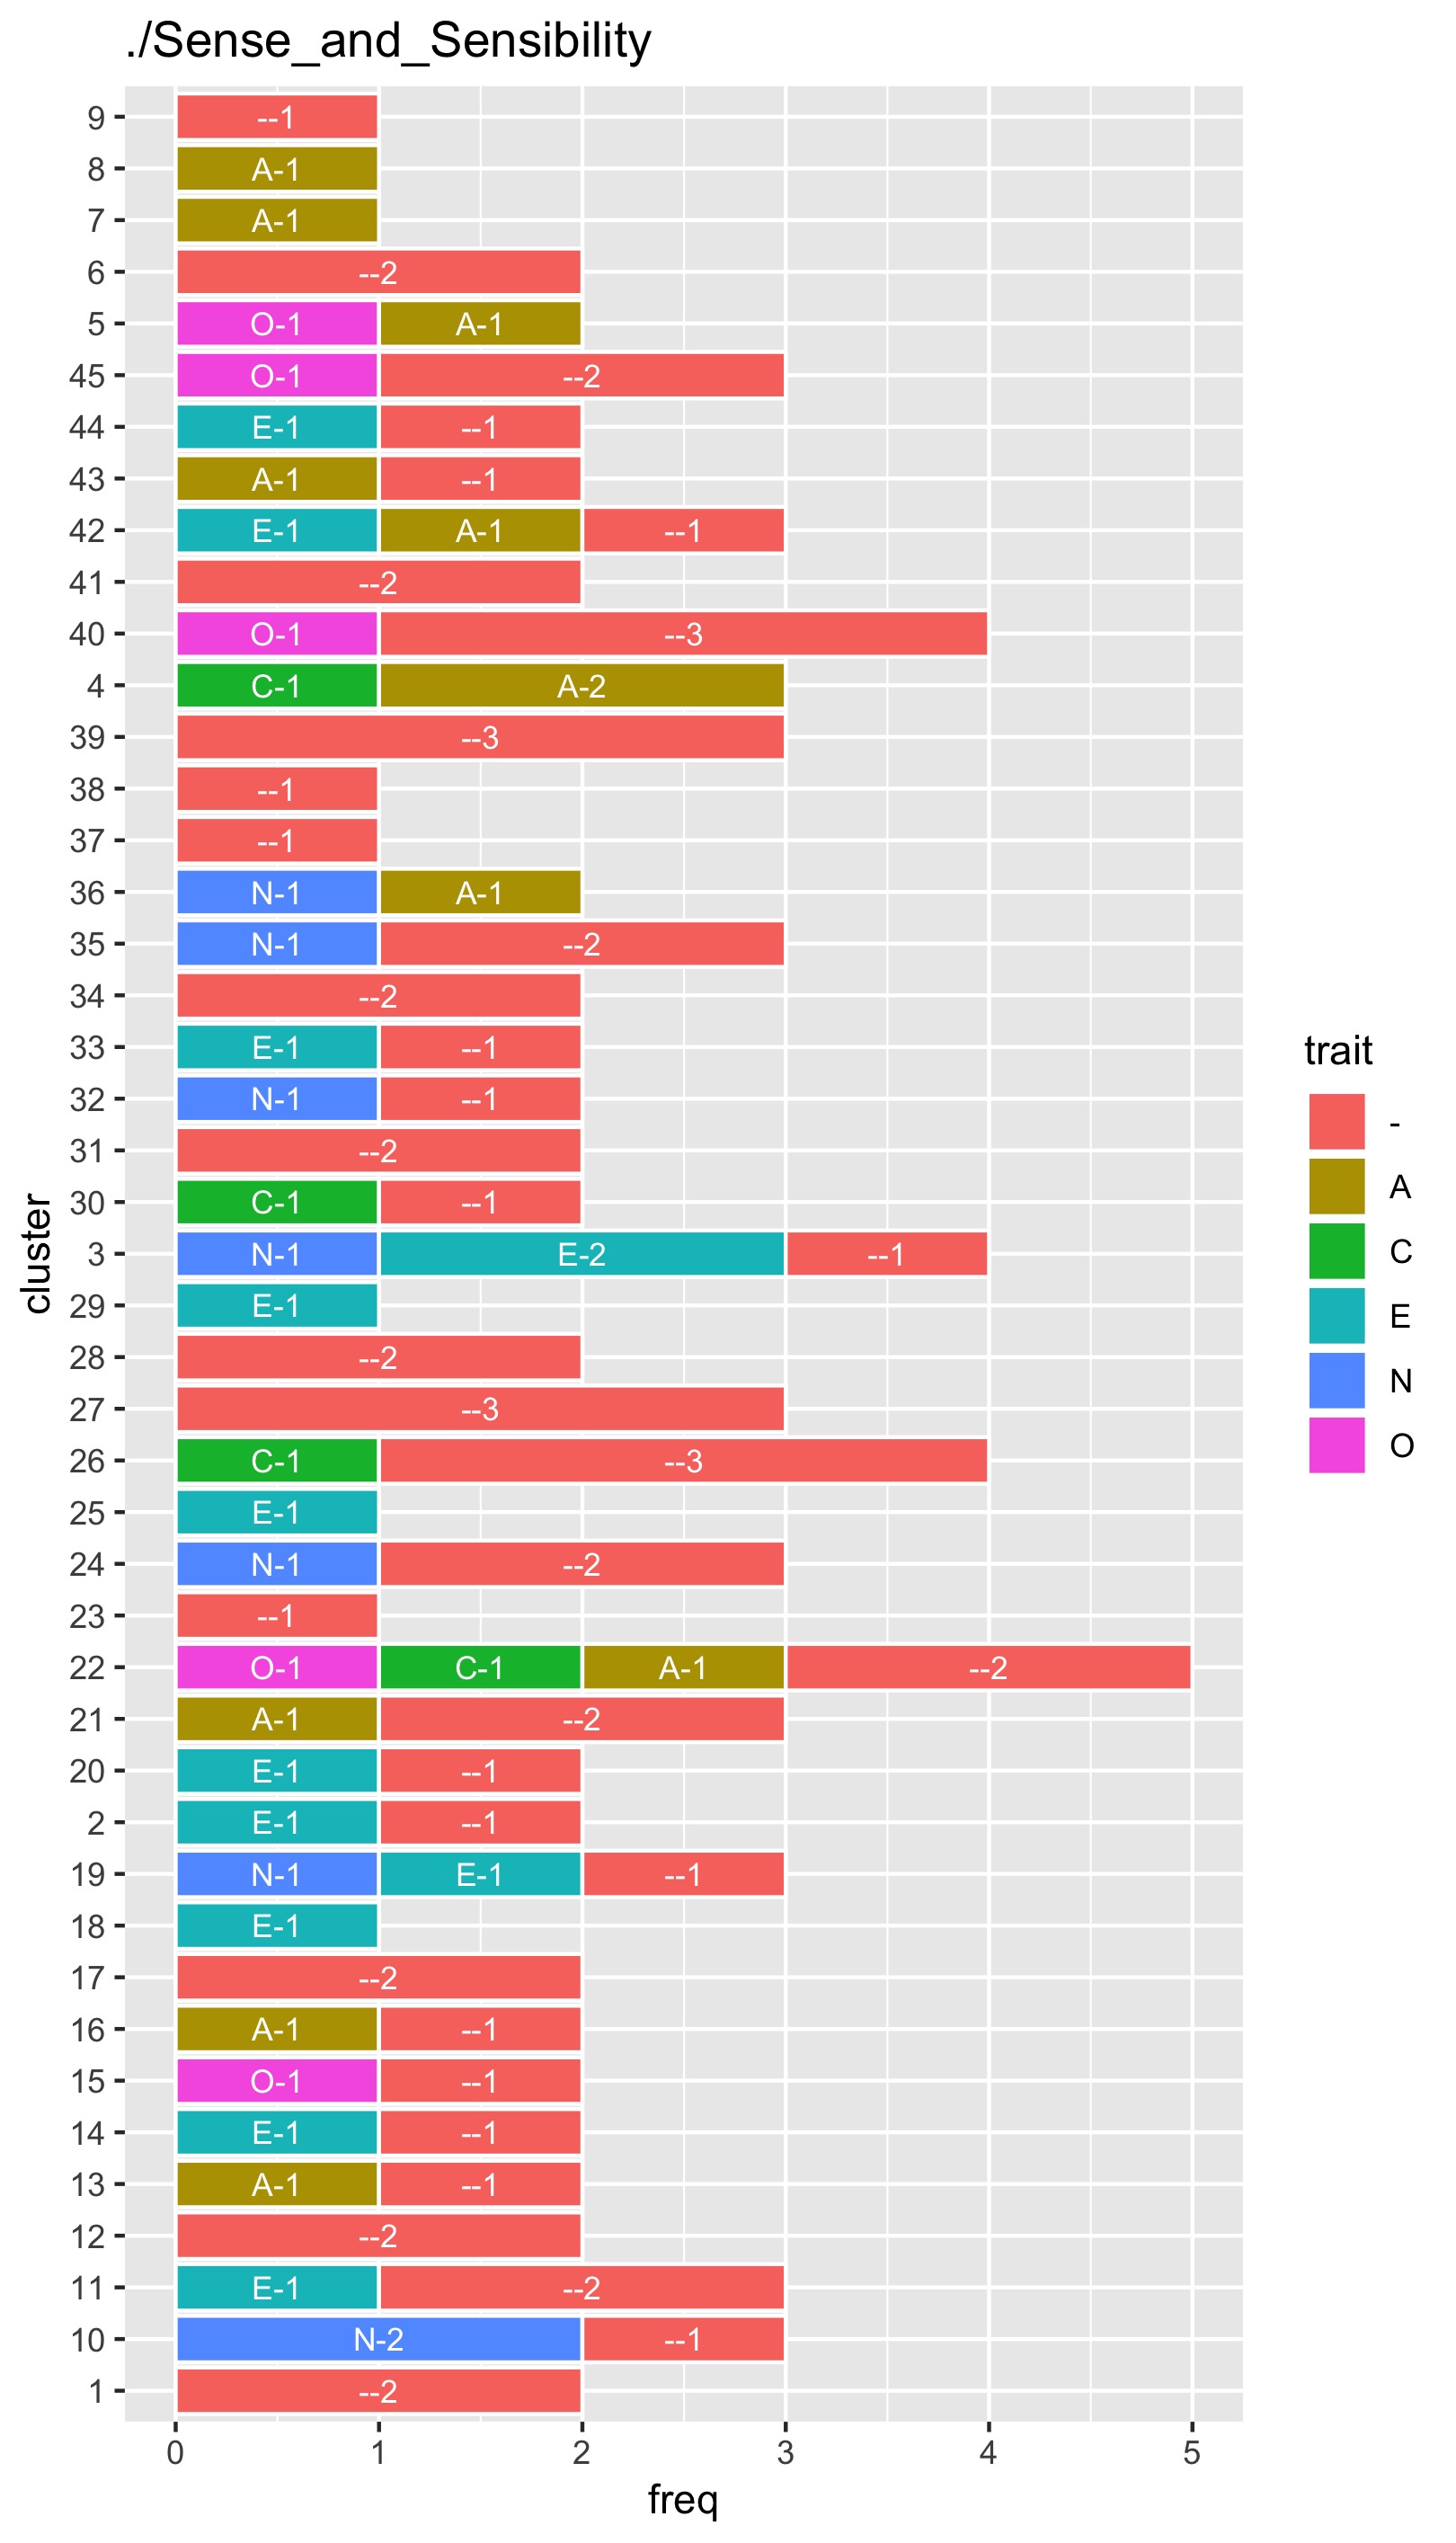 ./Sense_and_Sensibility
9 --1
8 A-1
7 A-1
6 --2
5 O-1 A-1
45 O-1 --2
44 E-1 --1
43 A-1 --1
42 E-1 A-1 --1
41 --2
40 O-1 --3
4 C-1 A-2
39 --3
38 --1
37 --1
36 N-1 A-1
35 N-1 --2
34 --2
33 E-1 --1
32 N-1 --1
31 --2
30 C-1 --1
3 N-1 E-2 --1
29 E-1
28 --2
27 --3
26 C-1 --3
25 E-1
24 N-1 --2
23 --1
22 O-1 C-1 A-1 --2
21 A-1 --2
20 E-1 --1
2 E-1 --1
19 N-1 E-1 --1
18 E-1
17 --2
16 A-1 --1
15 O-1 --1
14 E-1 --1
13 A-1 --1
12 --2
11 E-1 --2
10 N-2 --1
1 --2
0 1 2 3 4 5
freq
cluster
trait
-
A
C
E
N
O